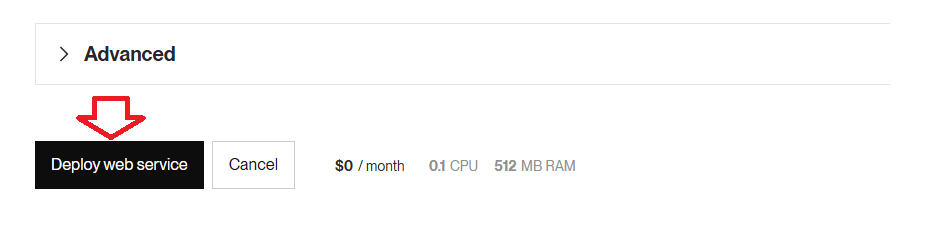 Advanced
Deploy web service Cancel $0 / month 0.1 CPU 512 MB RAM